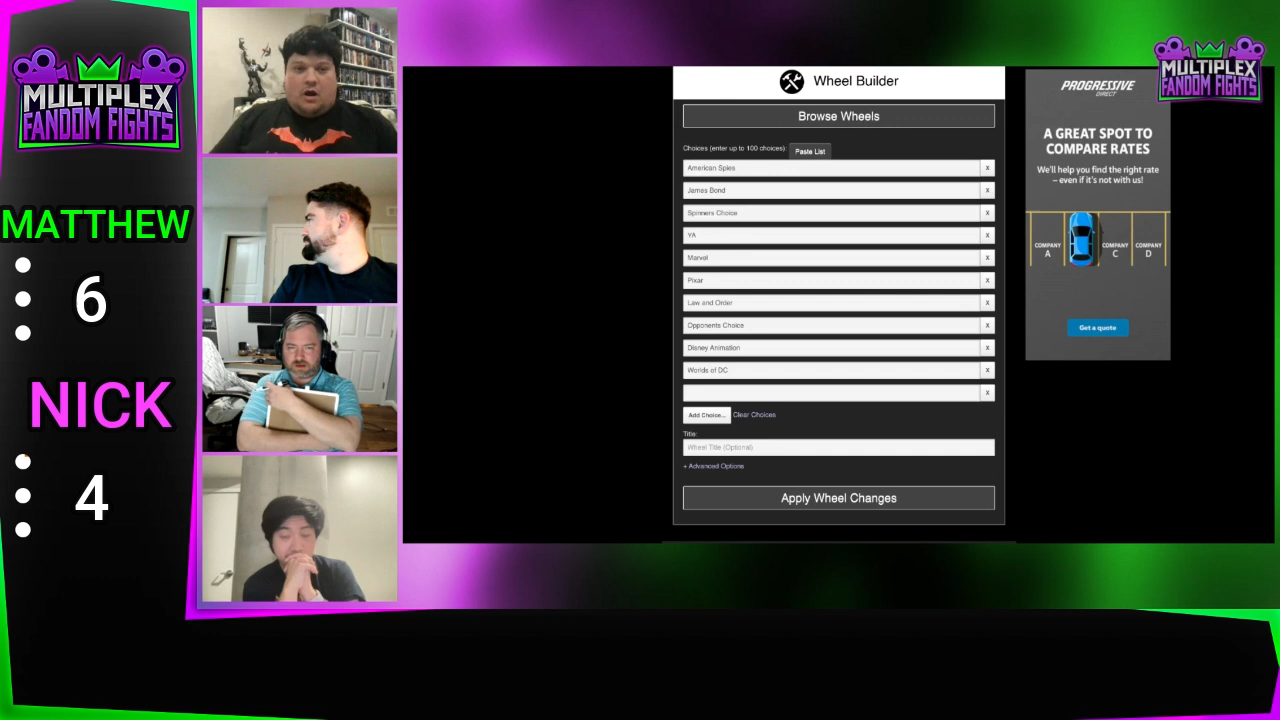 MULTIPLEX
FANDOM FIGHTS
MATTHEW
6
NICK
4
Wheel Builder
Browse Wheels
Choices (enter up to 100 choices):
Paste List
American Spies
x
James Bond
x
Spinners Choice
x
YA
x
Marvel
x
Pixar
x
Law and Order
x
Opponents Choice
x
Disney Animation
x
Worlds of DC
x
x
Add Choice...
Clear Choices
Title:
Wheel Title (Optional)
+ Advanced Options
Apply Wheel Changes
MULTIPLEX
FANDOM FIGHTS
PROGRESSIVE
DIRECT
A GREAT SPOT TO
COMPARE RATES
We'll help you find the right rate
– even if it's not with us!
COMPANY
A
COMPANY
C
COMPANY
D
Get a quote